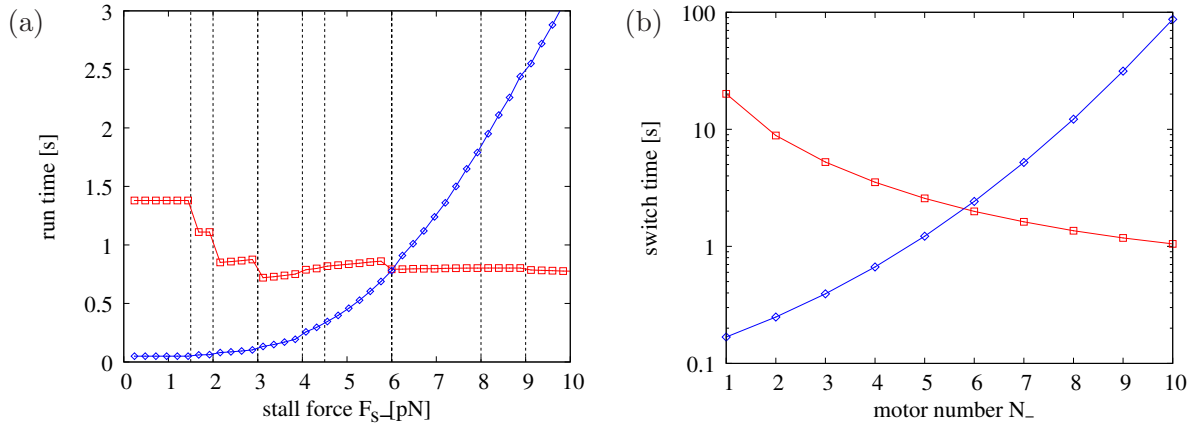 (a)
3
2.5
2
1.5
1
0.5
0
run time [s]
0 1 2 3 4 5 6 7 8 9 10
stall force F_S− [pN]
(b)
100
10
1
0.1
switch time [s]
1 2 3 4 5 6 7 8 9 10
motor number N_−